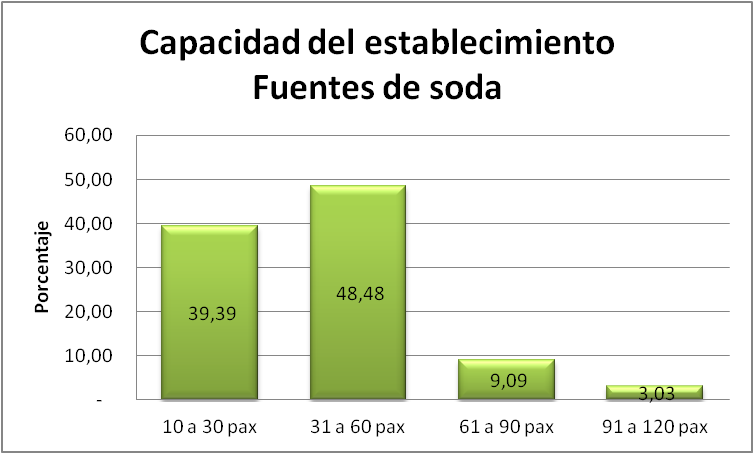 Capacidad del establecimiento
Fuentes de soda
Porcentaje
60,00
50,00
40,00
30,00
20,00
10,00
-
39,39
48,48
9,09
3,03
10 a 30 pax
31 a 60 pax
61 a 90 pax
91 a 120 pax